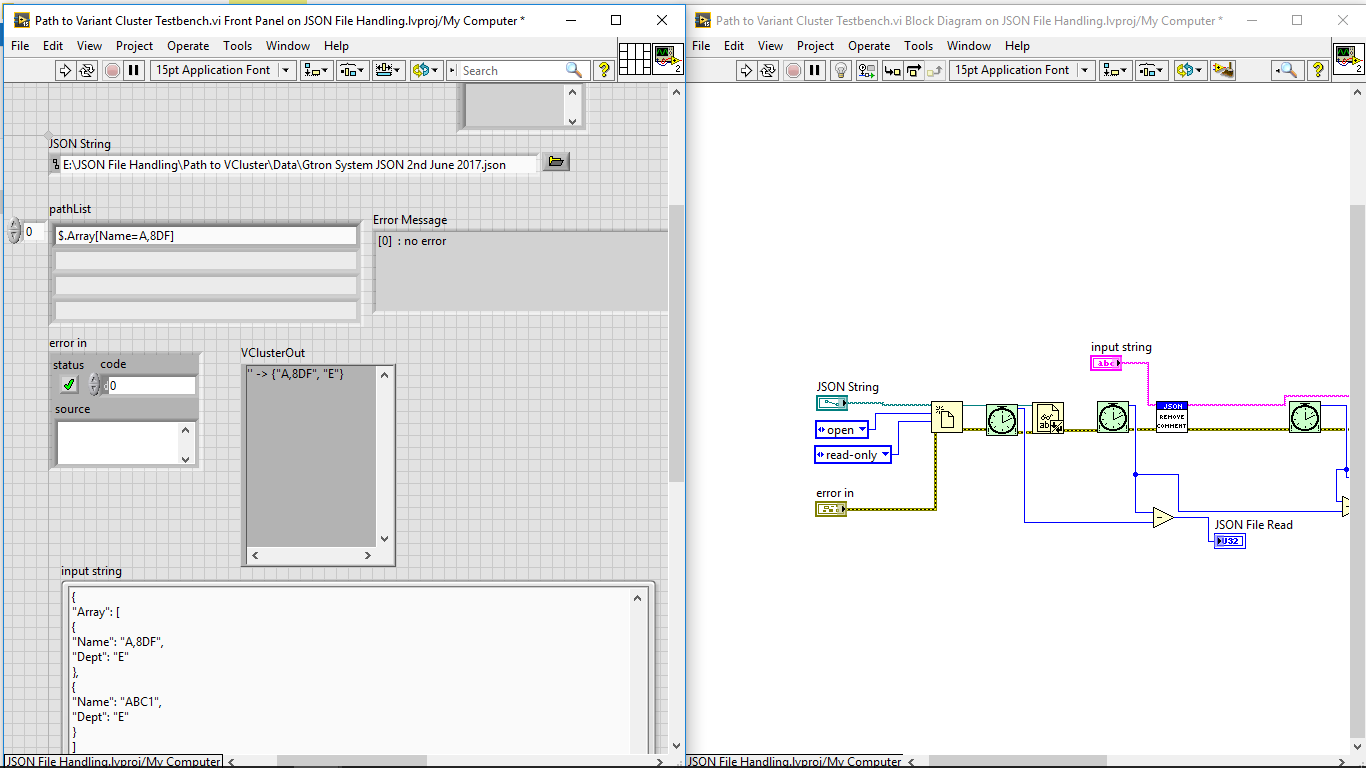 Path to Variant Cluster Testbench.vi Front Panel on JSON File Handling.lvproj/My Computer *
File Edit View Project Operate Tools Window Help
15pt Application Font
Search
?
2
JSON String
E:\JSON File Handling\Path to VCluster\Data\Gtron System JSON 2nd June 2017.json
pathList
0
$.Array[Name=A,8DF]
Error Message
[0] : no error
error in
status code
0
source
VClusterOut
'' -> {"A,8DF", "E"}
input string
{
"Array": [
{
"Name": "A,8DF",
"Dept": "E"
},
{
"Name": "ABC1",
"Dept": "E"
}
]
JSON File Handling.lvproj/My Computer
Path to Variant Cluster Testbench.vi Block Diagram on JSON File Handling.lvproj/My Computer *
File Edit View Project Operate Tools Window Help
15pt Application Font
?
2
input string
abc
JSON String
open
read-only
error in
ab
JSON
REMOVE
COMMENT
JSON File Read
U32
JSON File Handling.lvproj/My Computer